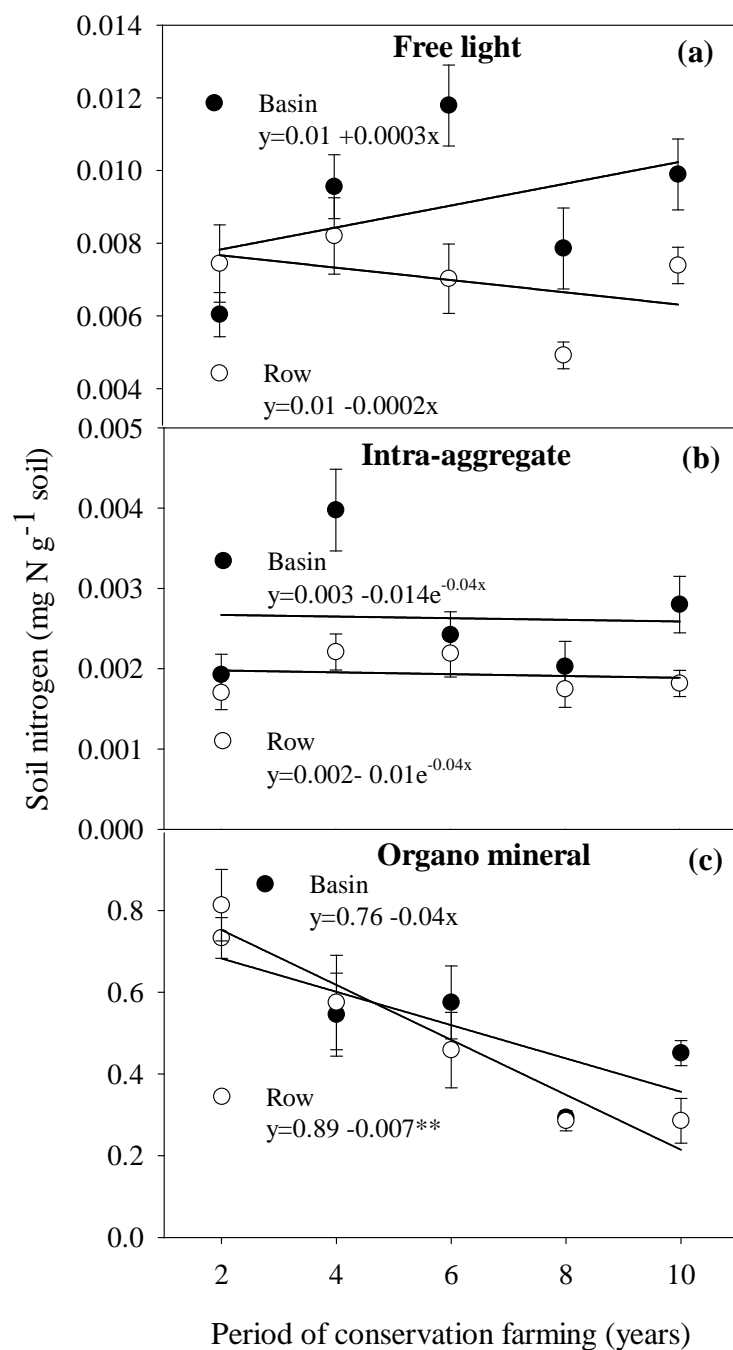 Soil nitrogen (mg N g-1 soil)
0.014
0.012
0.010
0.008
0.006
0.004
Free light
(a)
Basin
y=0.01 +0.0003x
Row
y=0.01 -0.0002x
0.005
0.004
0.003
0.002
0.001
0.000
Intra-aggregate
(b)
Basin
y=0.003 -0.014e-0.04x
Row
y=0.002- 0.01e-0.04x
0.8
0.6
0.4
0.2
0.0
Organo mineral
(c)
Basin
y=0.76 -0.04x
Row
y=0.89 -0.007**
2 4 6 8 10
Period of conservation farming (years)